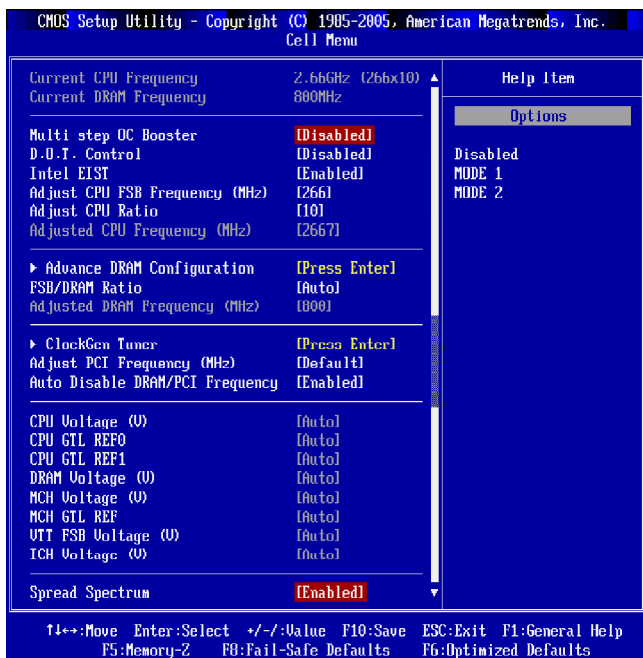 CMOS Setup Utility - Copyright (C) 1985-2005, American Megatrends, Inc.
Cell Menu
Current CPU Frequency 2.66GHz (266x10)
Current DRAM Frequency 800MHz
Multi step OC Booster [Disabled]
D.O.T. Control [Disabled]
Intel EIST [Enabled]
Adjust CPU FSB Frequency (MHz) [266]
Adjust CPU Ratio [10]
Adjusted CPU Frequency (MHz) [2667]
Advance DRAM Configuration [Press Enter]
FSB/DRAM Ratio [Auto]
Adjusted DRAM Frequency (MHz) [800]
ClockGen Tuner [Press Enter]
Adjust PCI Frequency (MHz) [Default]
Auto Disable DRAM/PCI Frequency [Enabled]
CPU Voltage (V) [Auto]
CPU GTL REF0 [Auto]
CPU GTL REF1 [Auto]
DRAM Voltage (V) [Auto]
MCH Voltage (V) [Auto]
MCH GTL REF [Auto]
VTT FSB Voltage (V) [Auto]
ICH Voltage (V) [Auto]
Spread Spectrum [Enabled]
Help Item
Options
Disabled
MODE 1
MODE 2
↑↓←→:Move Enter:Select +/-/:Value F10:Save ESC:Exit F1:General Help
F5:Memory-Z F8:Fail-Safe Defaults F6:Optimized Defaults